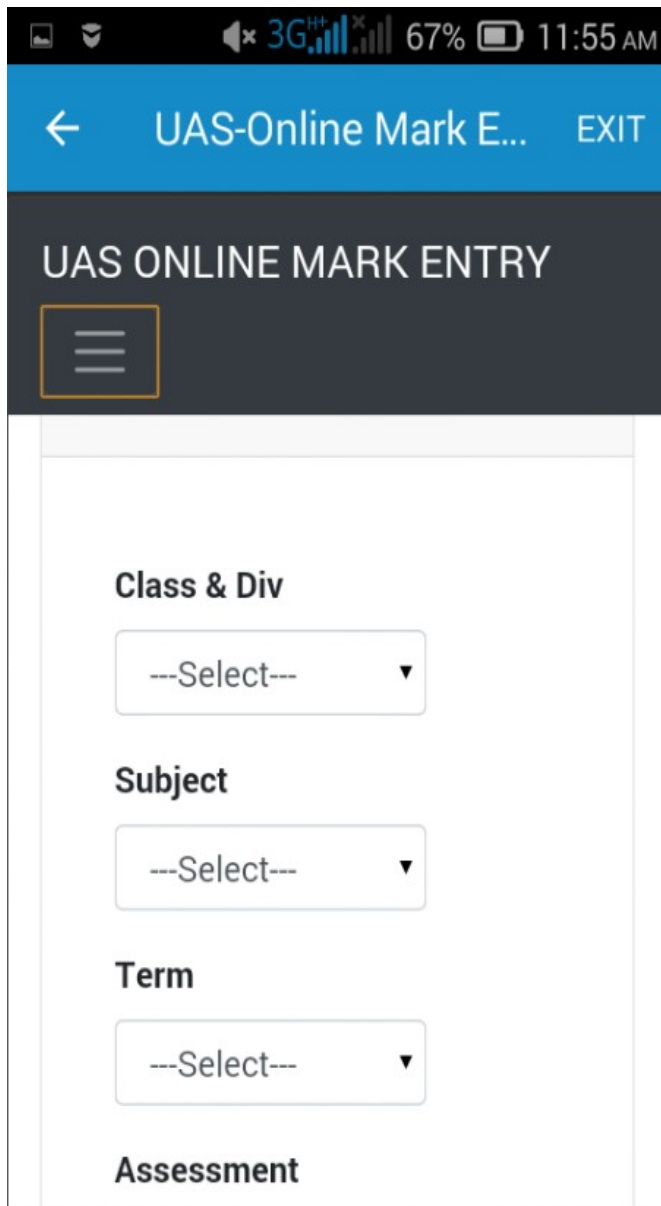 3G H+ 67% 11:55 AM
UAS-Online Mark E... EXIT
UAS ONLINE MARK ENTRY
Class & Div
---Select---
Subject
---Select---
Term
---Select---
Assessment